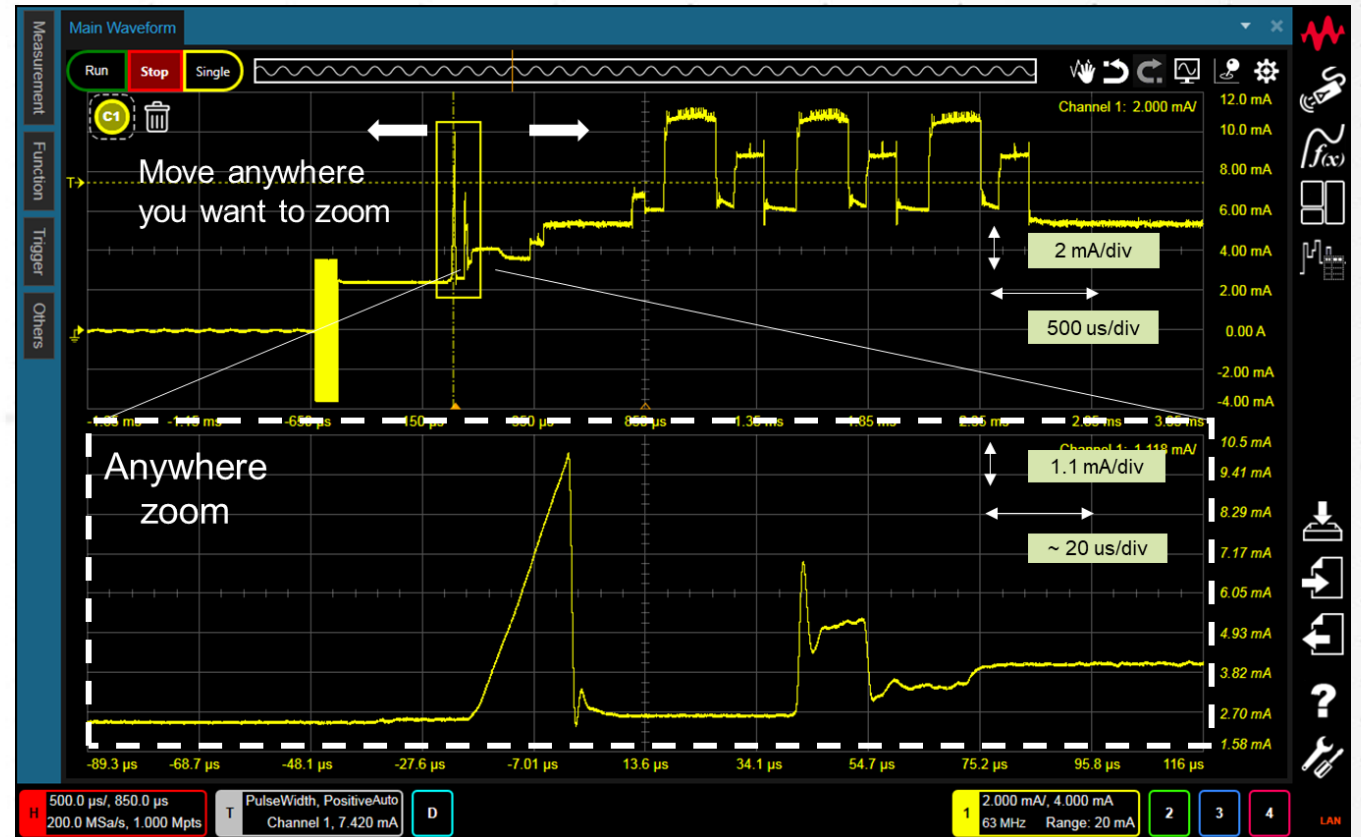 Main Waveform
Measurement
Function
Trigger
Others
Run
Stop
Single
f(x)
C1
Channel 1: 2.000 mA/
Move anywhere
you want to zoom
T
12.0 mA
10.0 mA
8.00 mA
6.00 mA
4.00 mA
2.00 mA
0.00 A
-2.00 mA
-4.00 mA
2 mA/div
500 us/div
-1.15 ms
-650 µs
850 µs
1.35 ms
1.85 ms
2.85 ms
Anywhere
zoom
Channel 1: 1.118 mA/
1.1 mA/div
~ 20 us/div
10.5 mA
9.41 mA
8.29 mA
7.17 mA
6.05 mA
4.93 mA
3.82 mA
2.70 mA
1.58 mA
-89.3 µs -68.7 µs -48.1 µs -27.6 µs -7.01 µs 13.6 µs 34.1 µs 54.7 µs 75.2 µs 95.8 µs 116 µs
?
H
500.0 µs/, 850.0 µs
200.0 MSa/s, 1.000 Mpts
T
PulseWidth, PositiveAuto
Channel 1, 7.420 mA
D
1
2.000 mA/, 4.000 mA
63 MHz Range: 20 mA
2
3
4
LAN